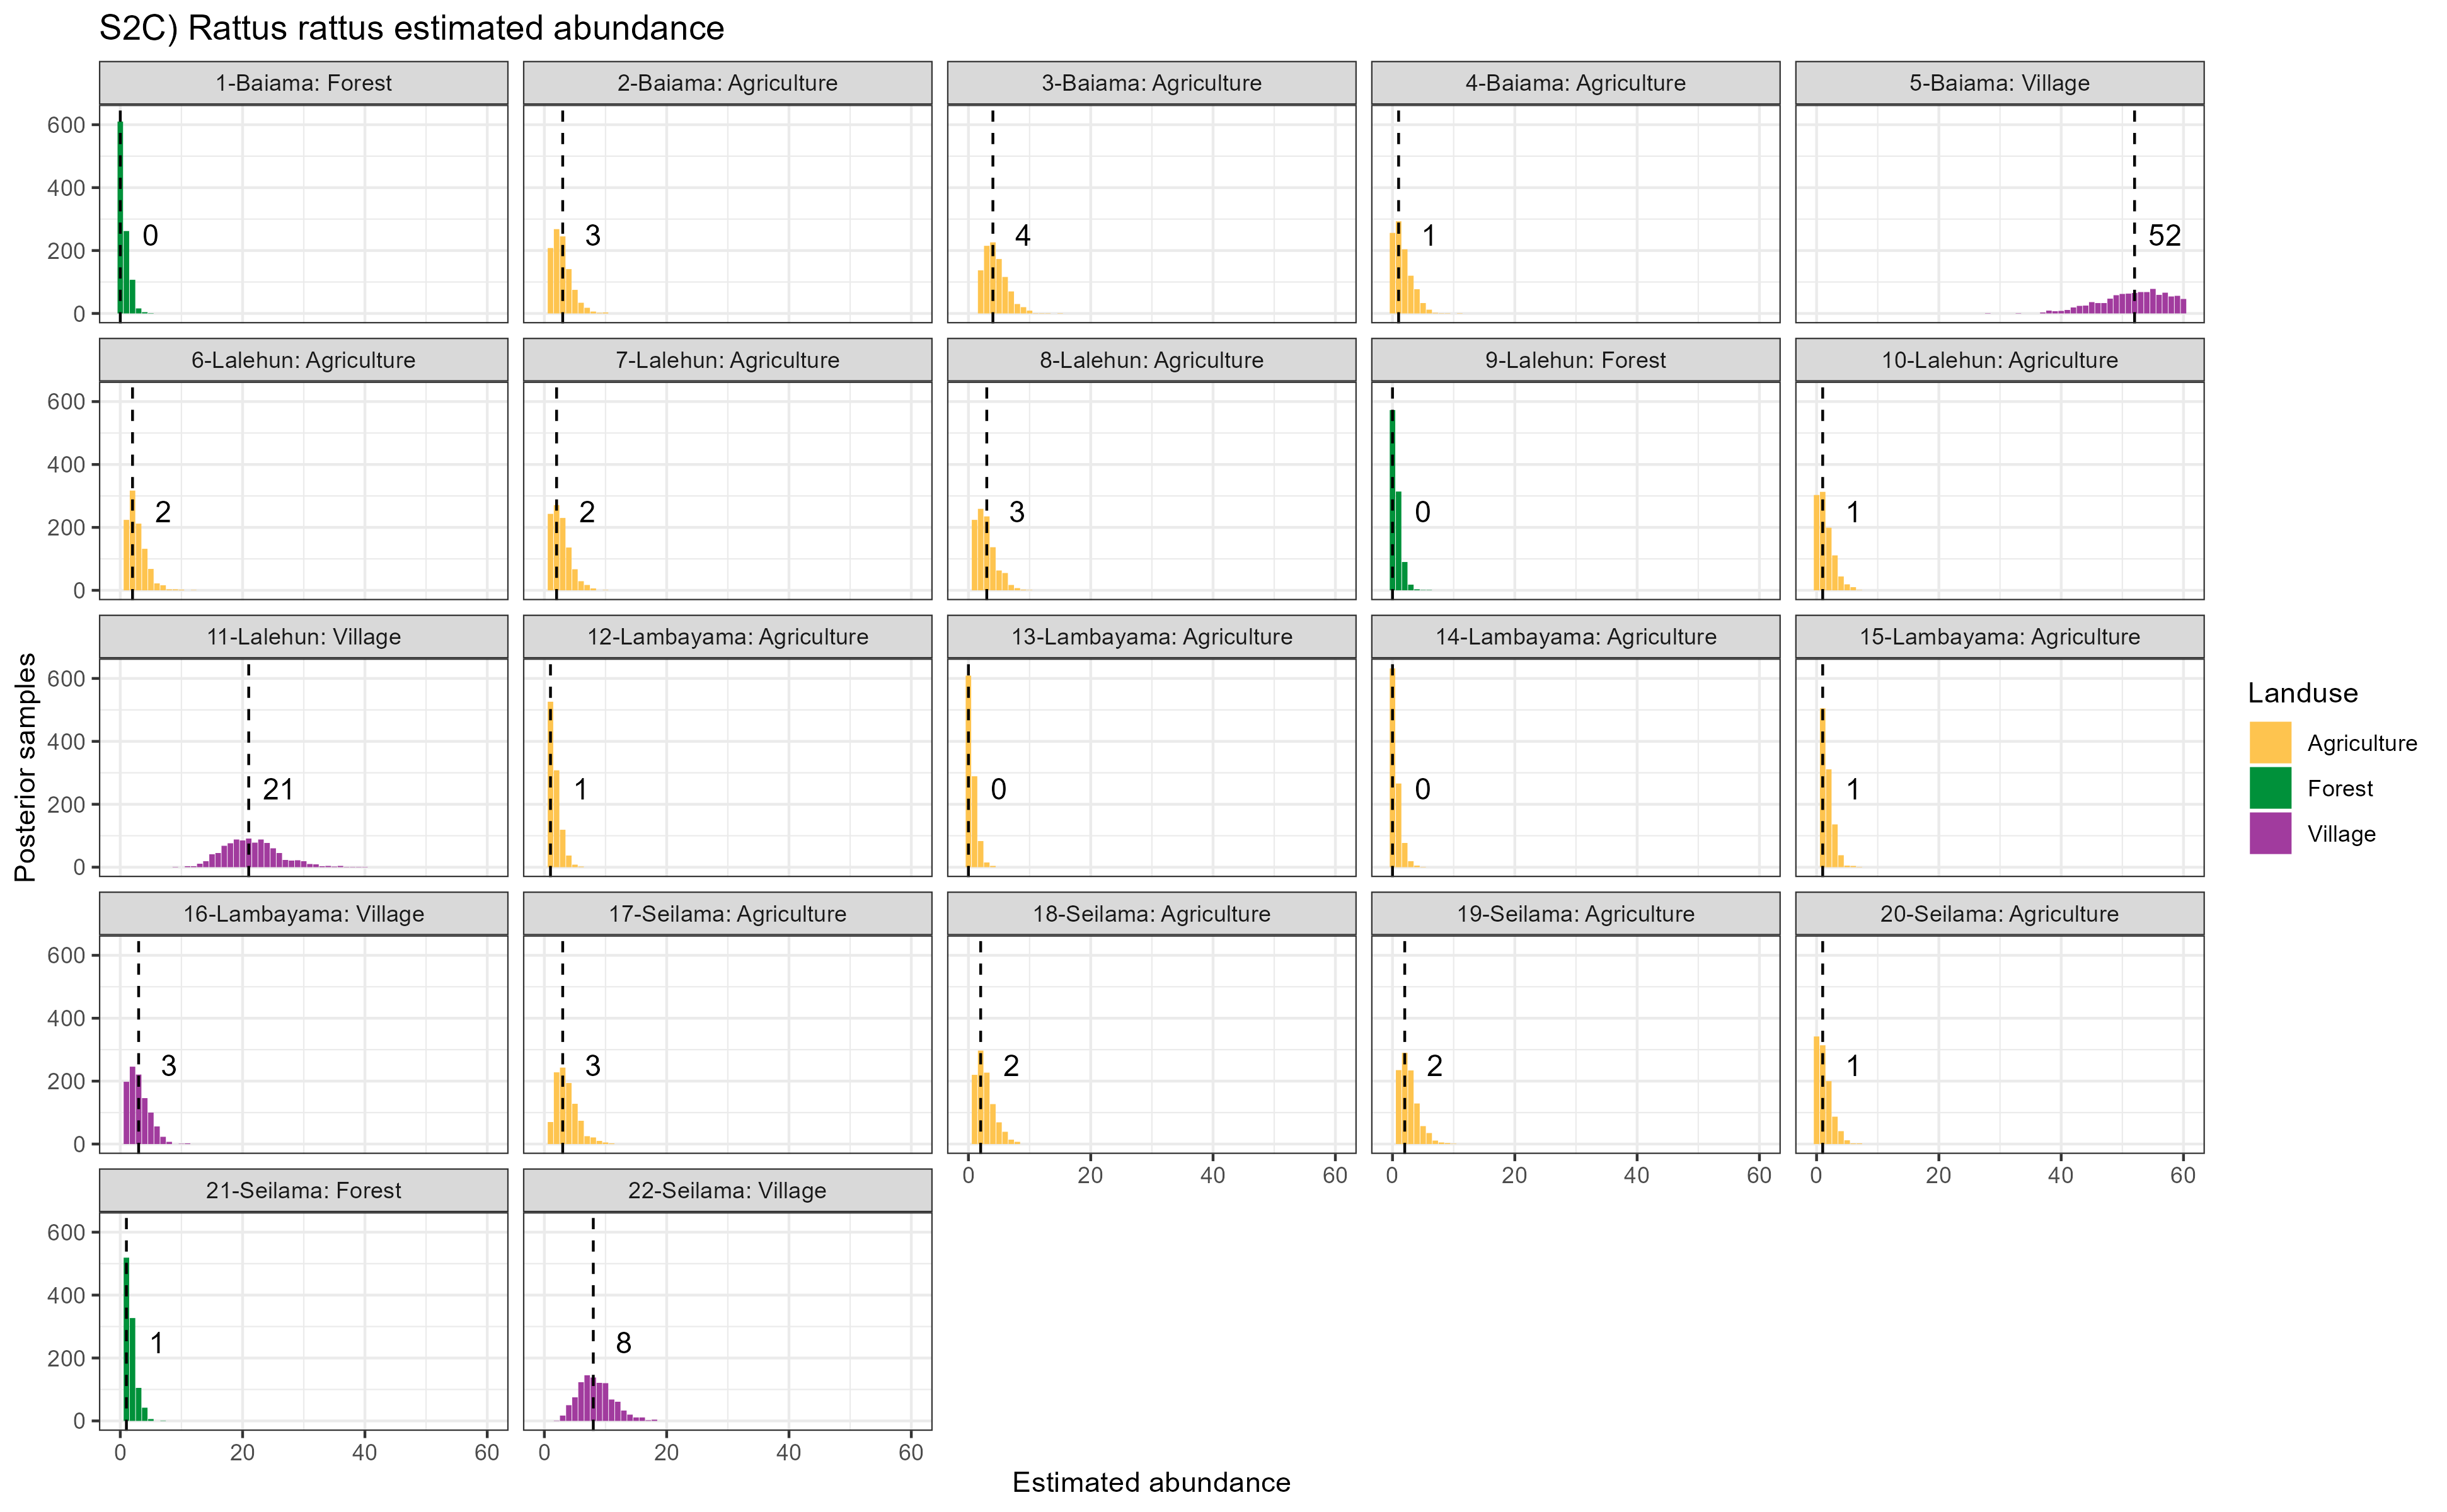 S2C) Rattus rattus estimated abundance
1-Baiama: Forest
2-Baiama: Agriculture
3-Baiama: Agriculture
4-Baiama: Agriculture
5-Baiama: Village
600
400
200
0
0
3
4
1
52
6-Lalehun: Agriculture
7-Lalehun: Agriculture
8-Lalehun: Agriculture
9-Lalehun: Forest
10-Lalehun: Agriculture
600
400
200
0
2
2
3
0
1
11-Lalehun: Village
12-Lambayama: Agriculture
13-Lambayama: Agriculture
14-Lambayama: Agriculture
15-Lambayama: Agriculture
600
400
200
0
21
1
0
0
1
16-Lambayama: Village
17-Seilama: Agriculture
18-Seilama: Agriculture
19-Seilama: Agriculture
20-Seilama: Agriculture
600
400
200
0
3
3
2
2
1
0 20 40 60
0 20 40 60
0 20 40 60
21-Seilama: Forest
22-Seilama: Village
600
400
200
0
1
8
0 20 40 60
0 20 40 60
Estimated abundance
Posterior samples
Landuse
Agriculture
Forest
Village